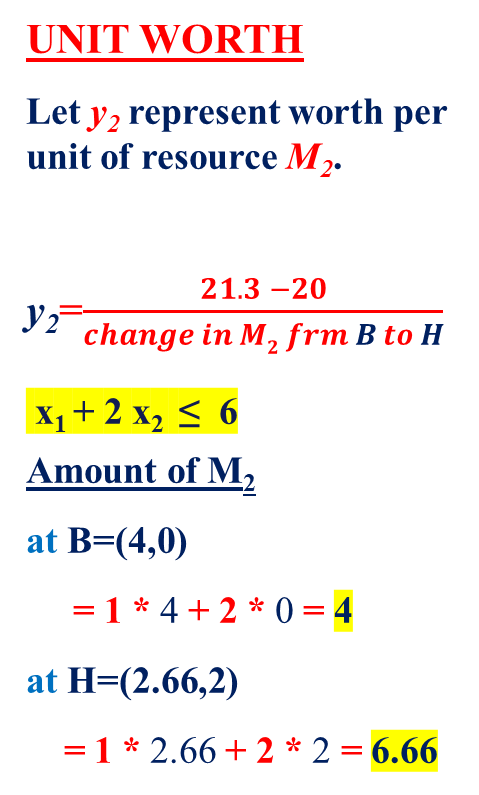 UNIT WORTH
Let y₂ represent worth per
unit of resource M₂.
21.3 −20
y₂=
change in M₂ frm B to H
x₁ + 2 x₂ ≤ 6
Amount of M₂
at B=(4,0)
= 1 * 4 + 2 * 0 = 4
at H=(2.66,2)
= 1 * 2.66 + 2 * 2 = 6.66